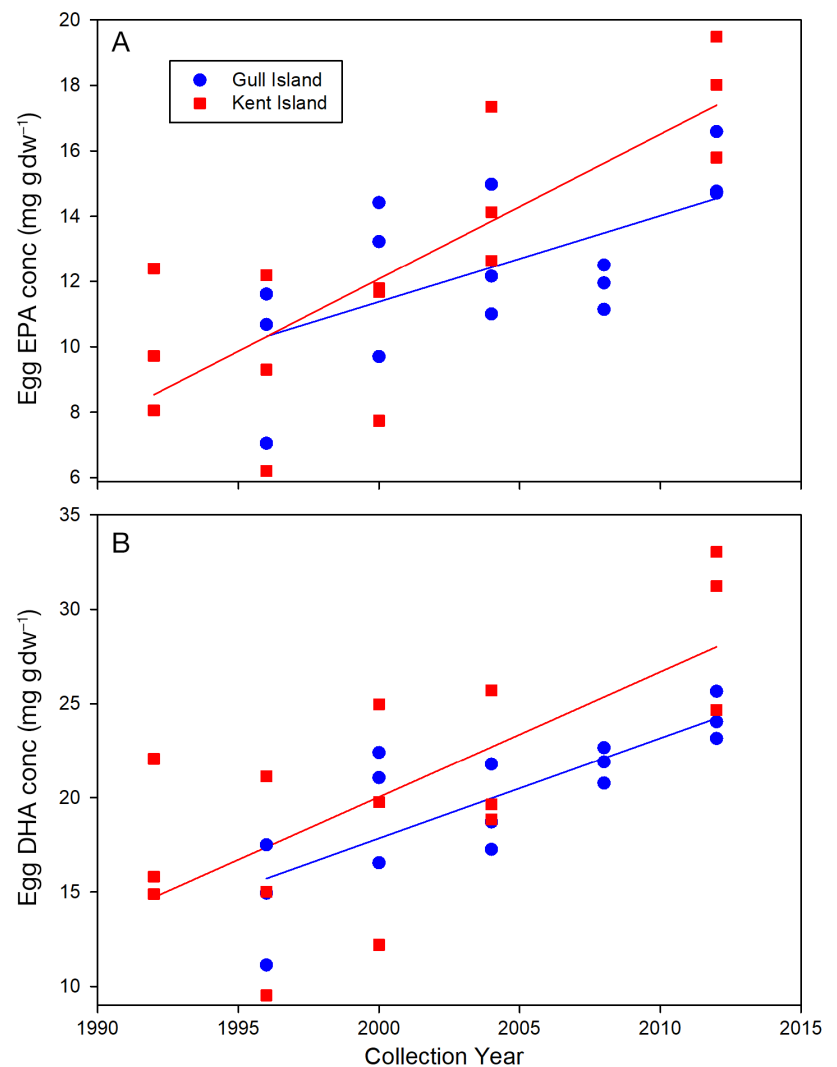 A
Gull Island
Kent Island
Egg EPA conc (mg gdw⁻¹)
20
18
16
14
12
10
8
6
B
Egg DHA conc (mg gdw⁻¹)
35
30
25
20
15
10
1990 1995 2000 2005 2010 2015
Collection Year